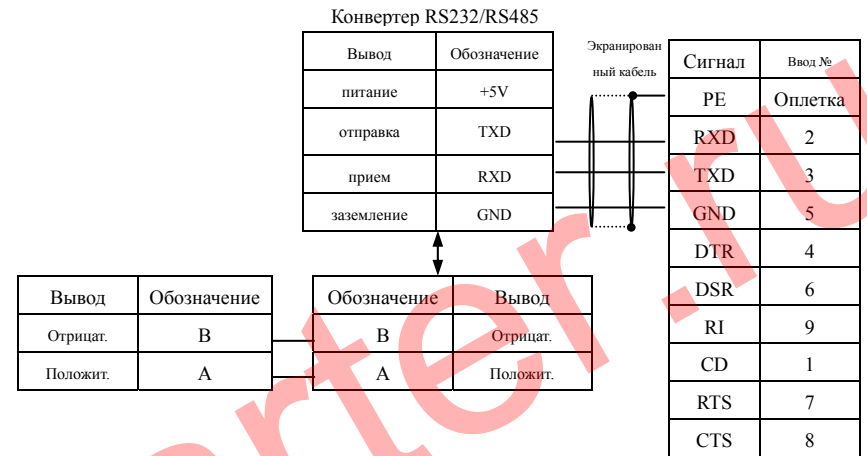 Конвертер RS232/RS485
Вывод Обозначение
питание +5V
отправка TXD
прием RXD
заземление GND
Экранирован
ный кабель
Сигнал Ввод №
PE Оплетка
RXD 2
TXD 3
GND 5
DTR 4
DSR 6
RI 9
CD 1
RTS 7
CTS 8
Вывод Обозначение
Отрицат. B
Положит. A
Обозначение Вывод
B Отрицат.
A Положит.
erter.ru